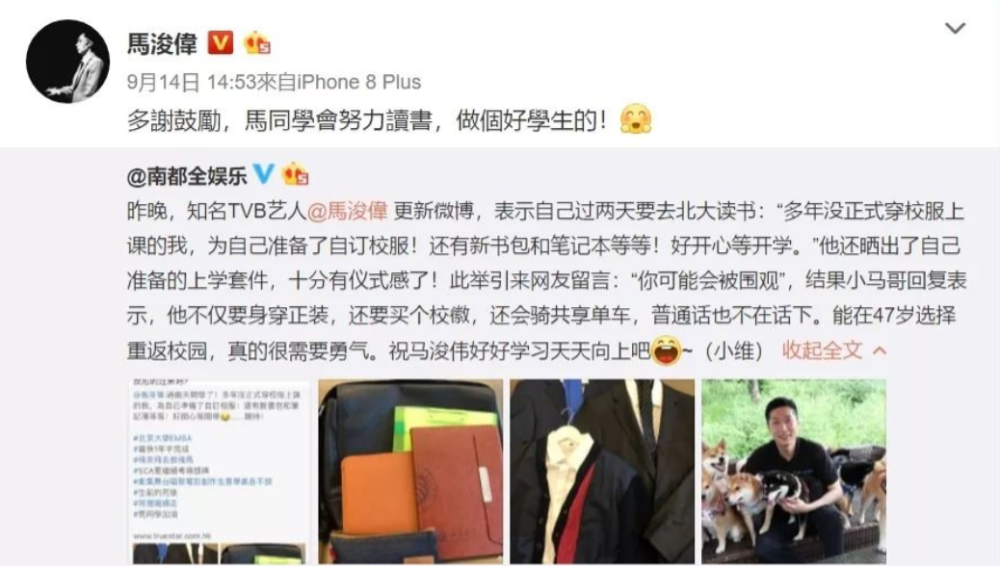 馬浚偉
9月14日 14:53來自iPhone 8 Plus
多謝鼓勵，馬同學會努力讀書，做個好學生的！
@南都全娱乐
昨晚，知名TVB艺人@馬浚偉 更新微博，表示自己过两天要去北大读书：“多年没正式穿校服上
课的我，为自己准备了自订校服！还有新书包和笔记本等等！好开心等开学。”他还晒出了自己
准备的上学套件，十分有仪式感了！此举引来网友留言：“你可能会被围观”，结果小马哥回复表
示，他不仅要身穿正装，还要买个校徽，还会骑共享单车，普通话也不在话下。能在47岁选择
重返校园，真的很需要勇气。祝马浚伟好好学习天天向上吧~（小维） 收起全文
#北京大學EMBA
www.truestar.com.hk